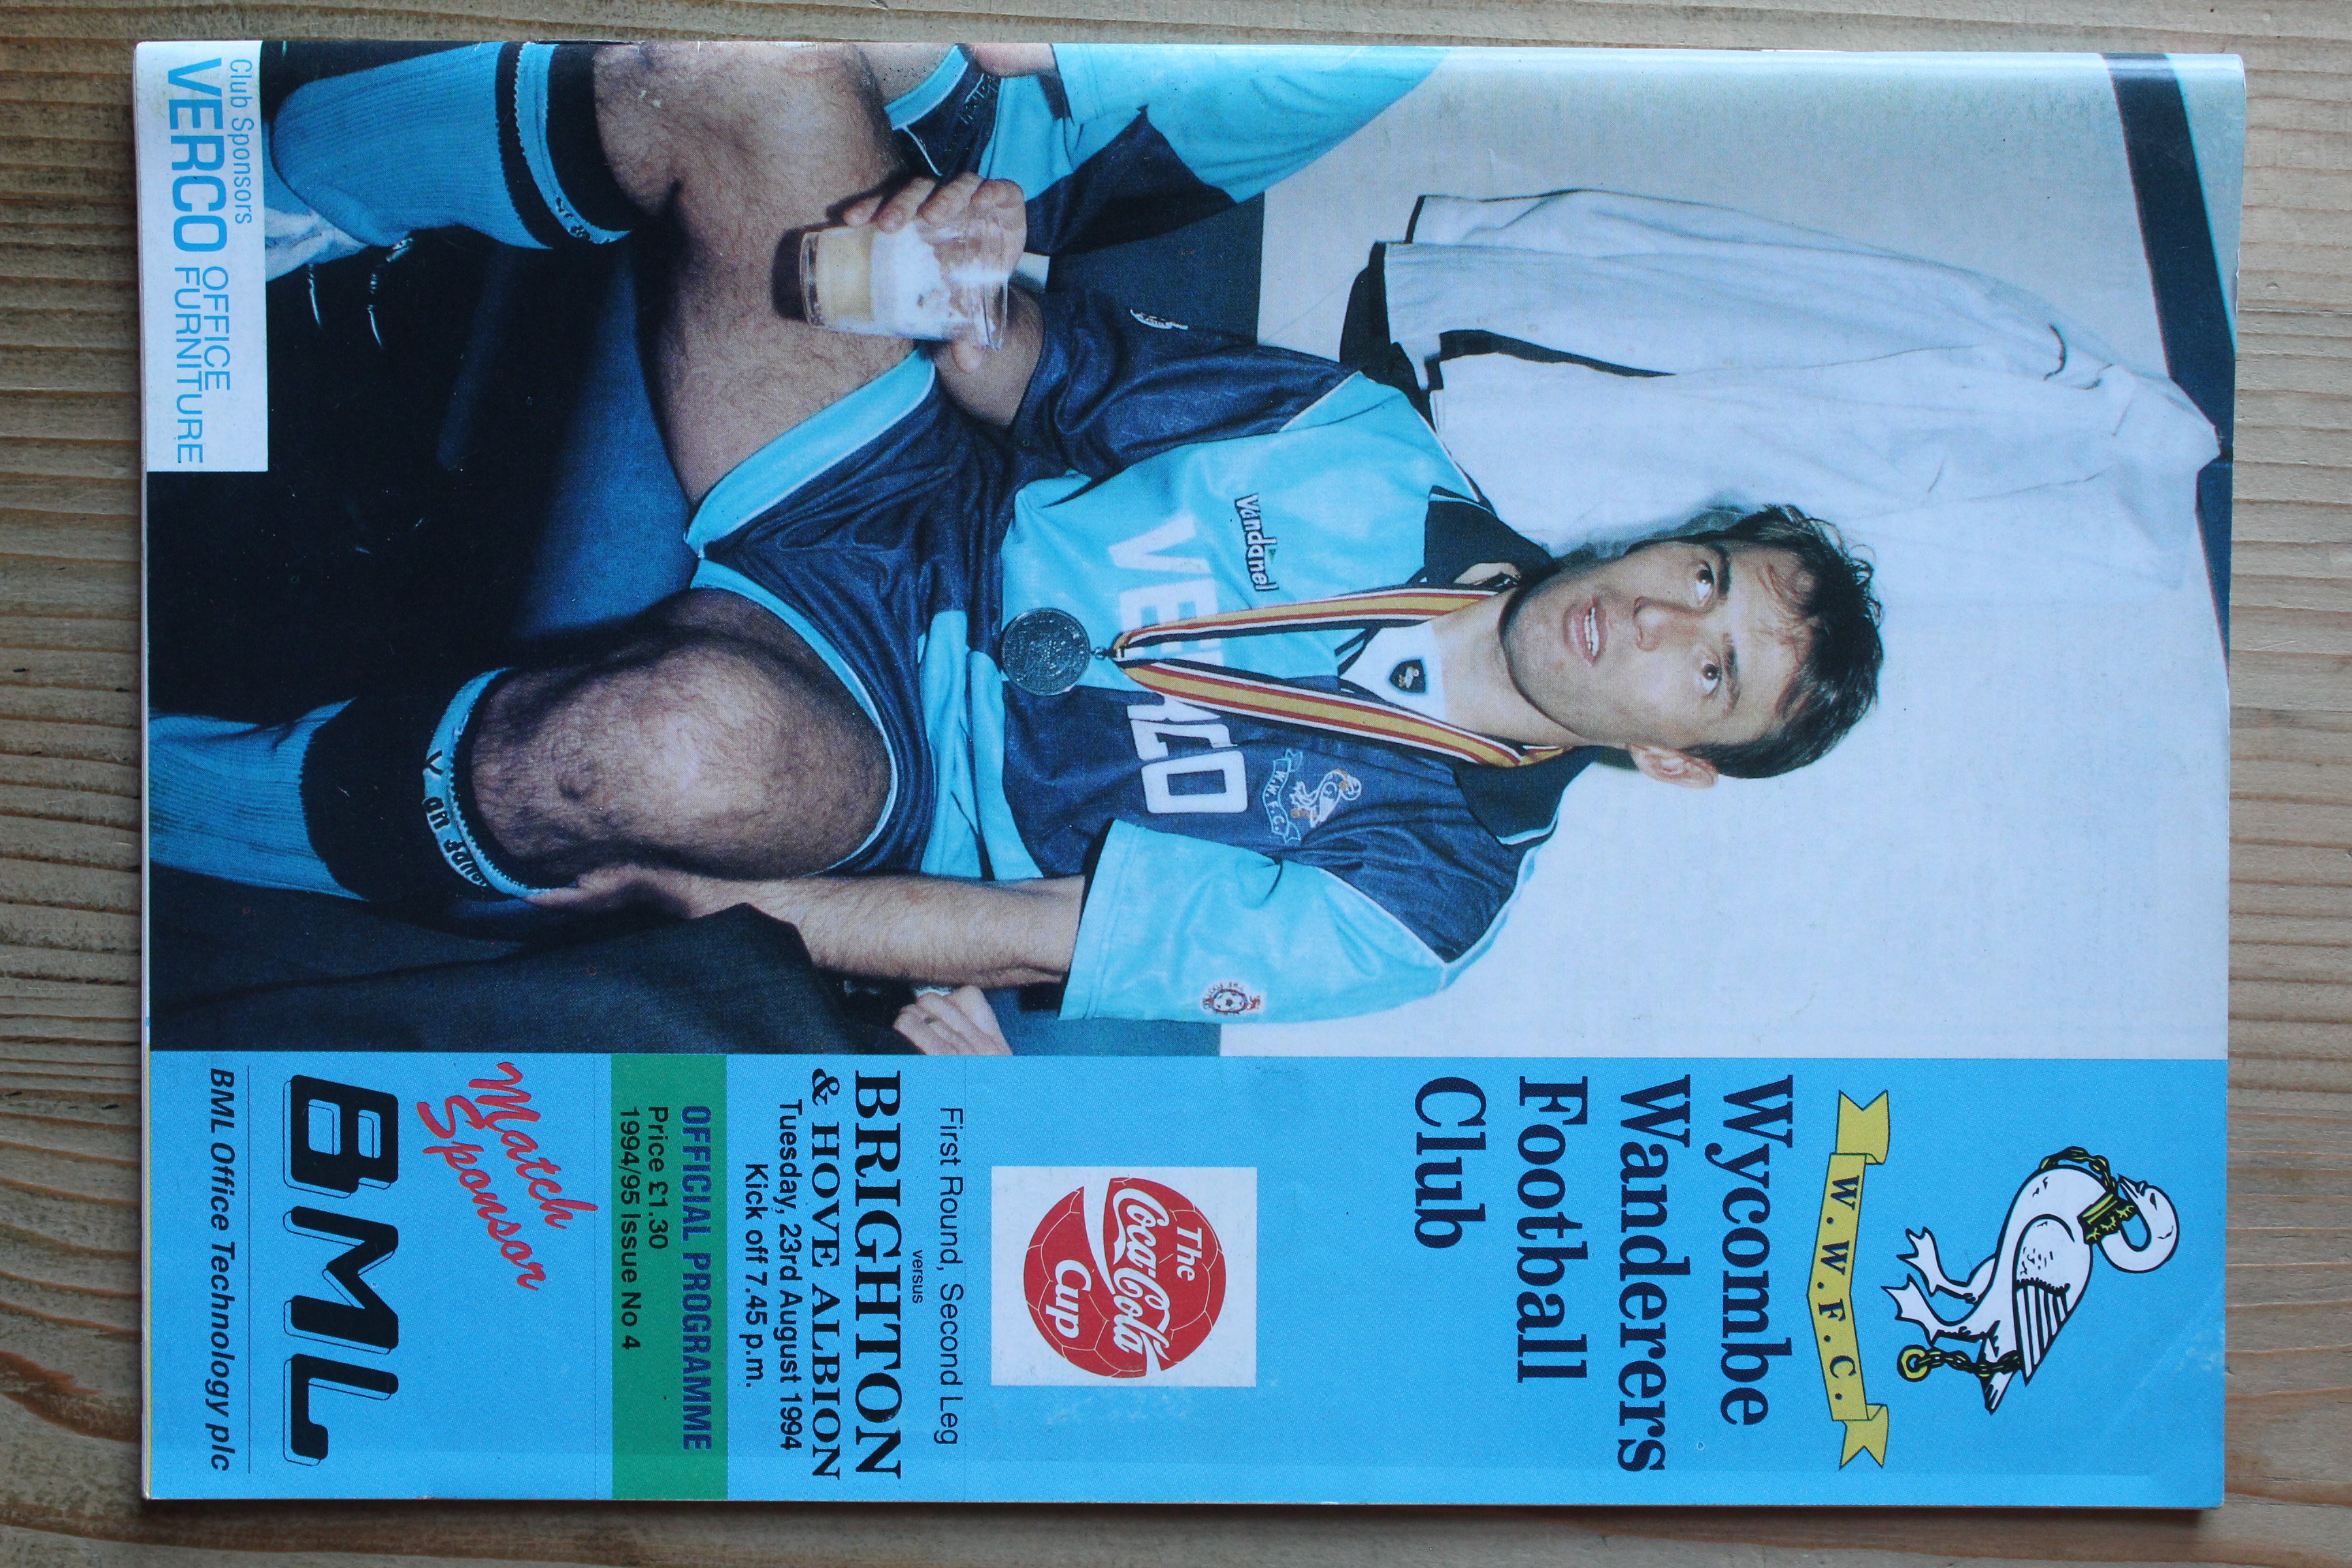 W.W.F.C.
Wycombe
Wanderers
Football
Club
The
Coca-Cola
Cup
First Round, Second Leg
versus
BRIGHTON
& HOVE ALBION
Tuesday, 23rd August 1994
Kick off 7.45 p.m.
OFFICIAL PROGRAMME
Price £1.30
1994/95 Issue No 4
Match
Sponsor
BML
BML Office Technology plc
Vandanel
VERCO
W.W.F.C.
Club Sponsors
VERCO OFFICE
FURNITURE